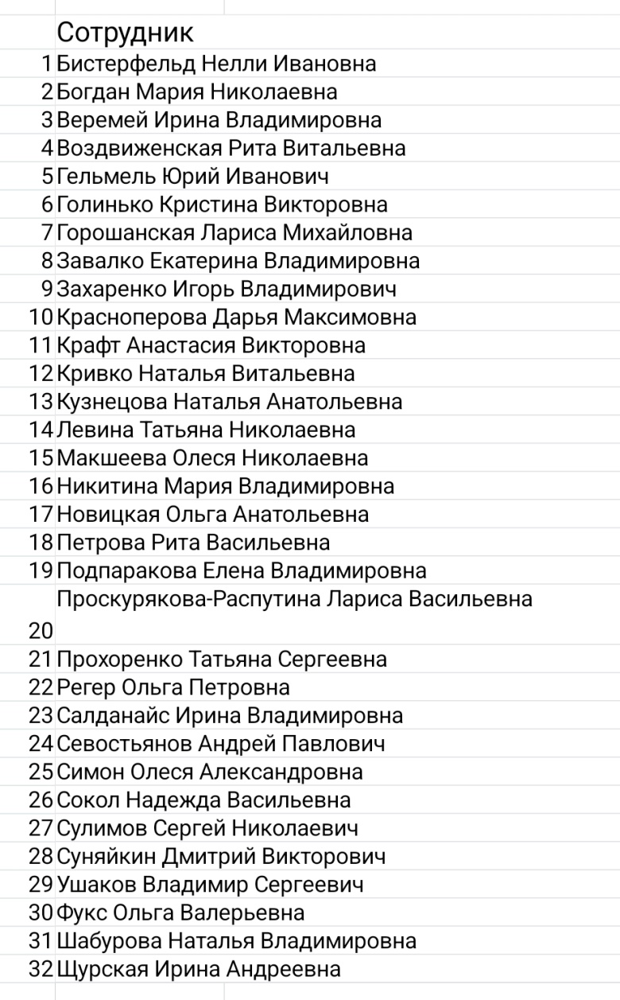 Сотрудник
1 Бистерфельд Нелли Ивановна
2 Богдан Мария Николаевна
3 Веремей Ирина Владимировна
4 Воздвиженская Рита Витальевна
5 Гельмель Юрий Иванович
6 Голинько Кристина Викторовна
7 Горошанская Лариса Михайловна
8 Завалко Екатерина Владимировна
9 Захаренко Игорь Владимирович
10 Красноперова Дарья Максимовна
11 Крафт Анастасия Викторовна
12 Кривко Наталья Витальевна
13 Кузнецова Наталья Анатольевна
14 Левина Татьяна Николаевна
15 Макшеева Олеся Николаевна
16 Никитина Мария Владимировна
17 Новицкая Ольга Анатольевна
18 Петрова Рита Васильевна
19 Подпаракова Елена Владимировна
Проскурякова-Распутина Лариса Васильевна
20
21 Прохоренко Татьяна Сергеевна
22 Регер Ольга Петровна
23 Салданайс Ирина Владимировна
24 Севостьянов Андрей Павлович
25 Симон Олеся Александровна
26 Сокол Надежда Васильевна
27 Сулимов Сергей Николаевич
28 Суняйкин Дмитрий Викторович
29 Ушаков Владимир Сергеевич
30 Фукс Ольга Валерьевна
31 Шабурова Наталья Владимировна
32 Щурская Ирина Андреевна